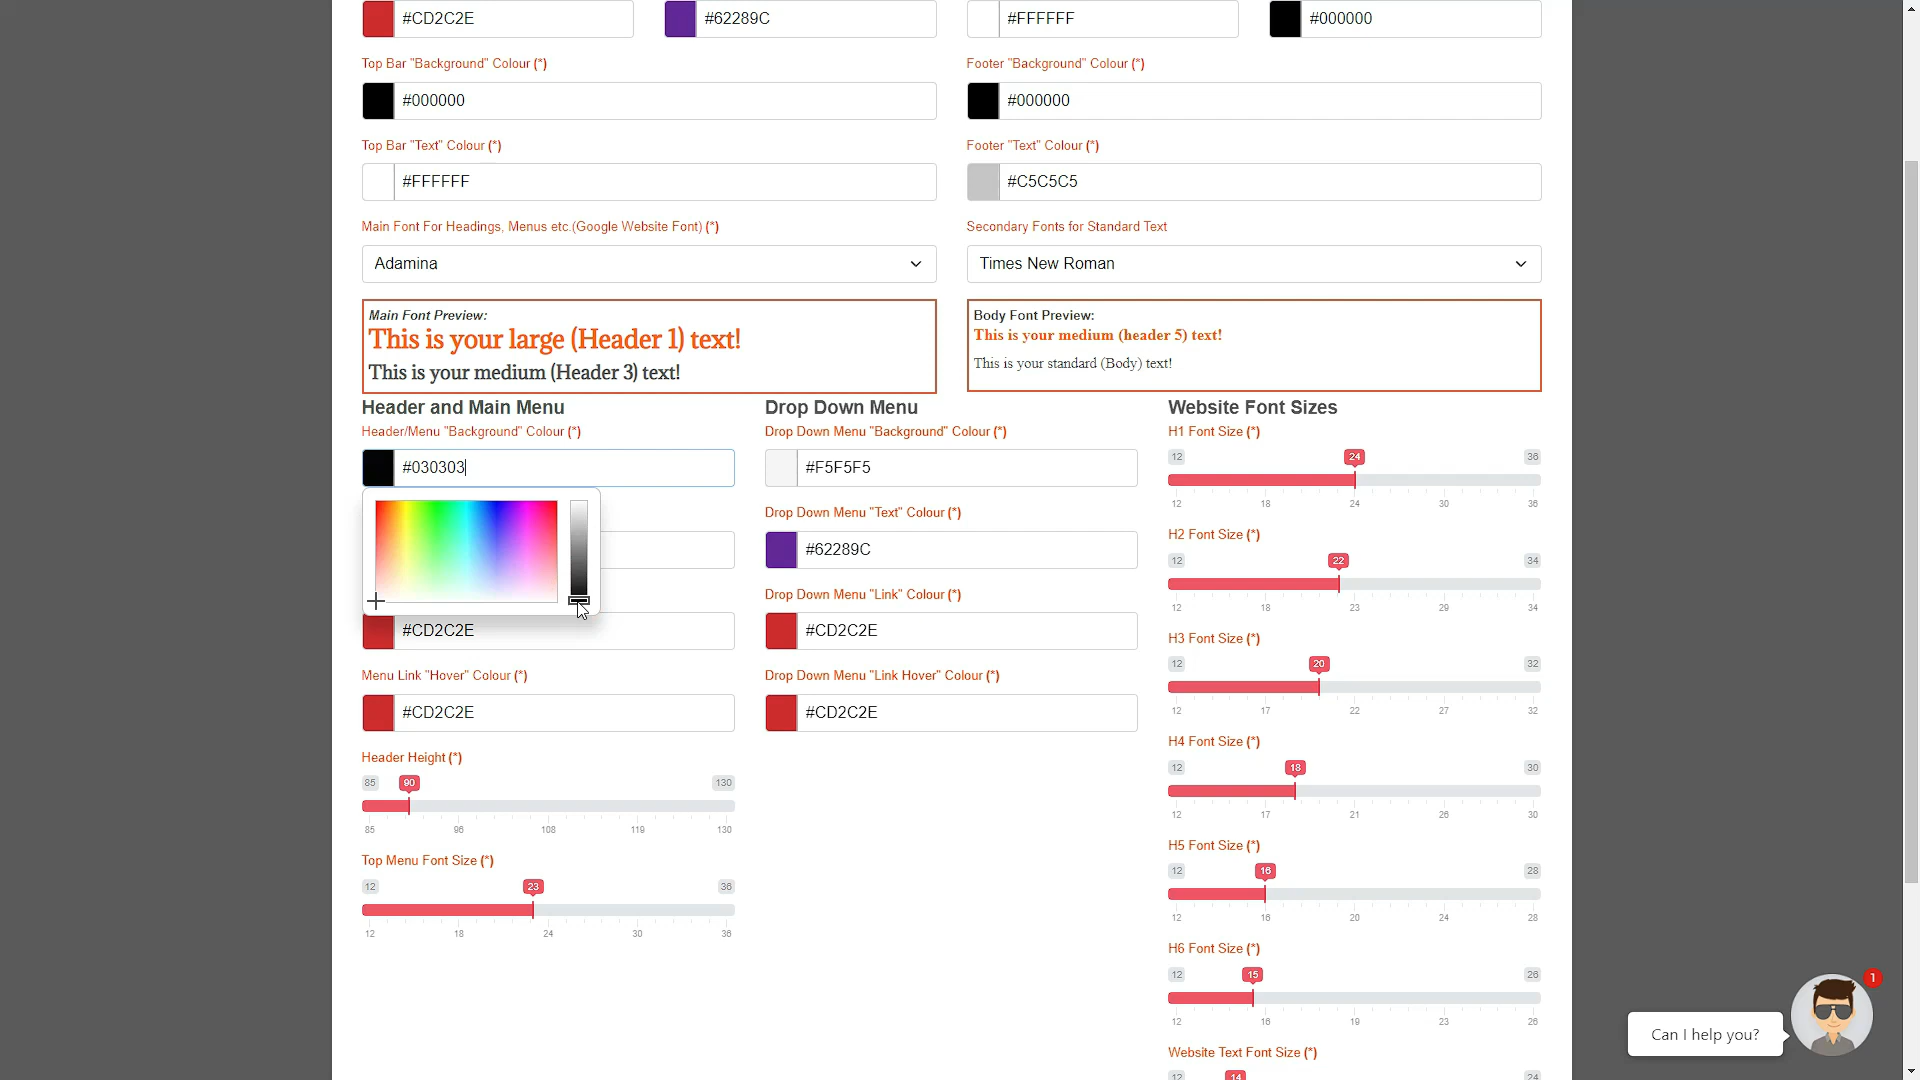 #CD2C2E
#62289C
#FFFFFF
#000000
Top Bar "Background" Colour (*)
Footer "Background" Colour (*)
#000000
#000000
Top Bar "Text" Colour (*)
Footer "Text" Colour (*)
#FFFFFF
#C5C5C5
Main Font For Headings, Menus etc.(Google Website Font) (*)
Secondary Fonts for Standard Text
Adamina
Times New Roman
Main Font Preview:
This is your large (Header 1) text!
This is your medium (Header 3) text!
Body Font Preview:
This is your medium (header 5) text!
This is your standard (Body) text!
Header and Main Menu
Header/Menu "Background" Colour (*)
#030303
#CD2C2E
Menu Link "Hover" Colour (*)
#CD2C2E
Header Height (*)
85 90 130
85 96 108 119 130
Top Menu Font Size (*)
12 23 36
12 18 24 30 36
Drop Down Menu
Drop Down Menu "Background" Colour (*)
#F5F5F5
Drop Down Menu "Text" Colour (*)
#62289C
Drop Down Menu "Link" Colour (*)
#CD2C2E
Drop Down Menu "Link Hover" Colour (*)
#CD2C2E
Website Font Sizes
H1 Font Size (*)
12 24 36
12 18 24 30 36
H2 Font Size (*)
12 22 34
12 18 23 29 34
H3 Font Size (*)
12 20 32
12 17 22 27 32
H4 Font Size (*)
12 18 30
12 17 21 26 30
H5 Font Size (*)
12 16 28
12 16 20 24 28
H6 Font Size (*)
12 15 26
12 16 19 23 26
Website Text Font Size (*)
12 14 24
1
Can I help you?